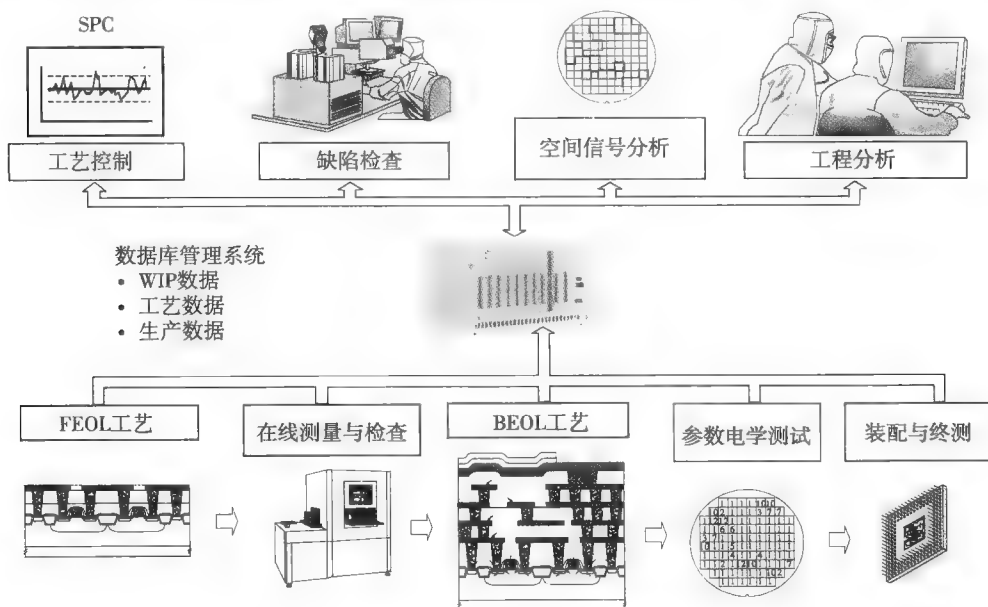 SPC
工艺控制
缺陷检查
空间信号分析
工程分析
数据库管理系统
• WIP数据
• 工艺数据
• 生产数据
FEOL工艺
在线测量与检查
BEOL工艺
参数电学测试
装配与终测